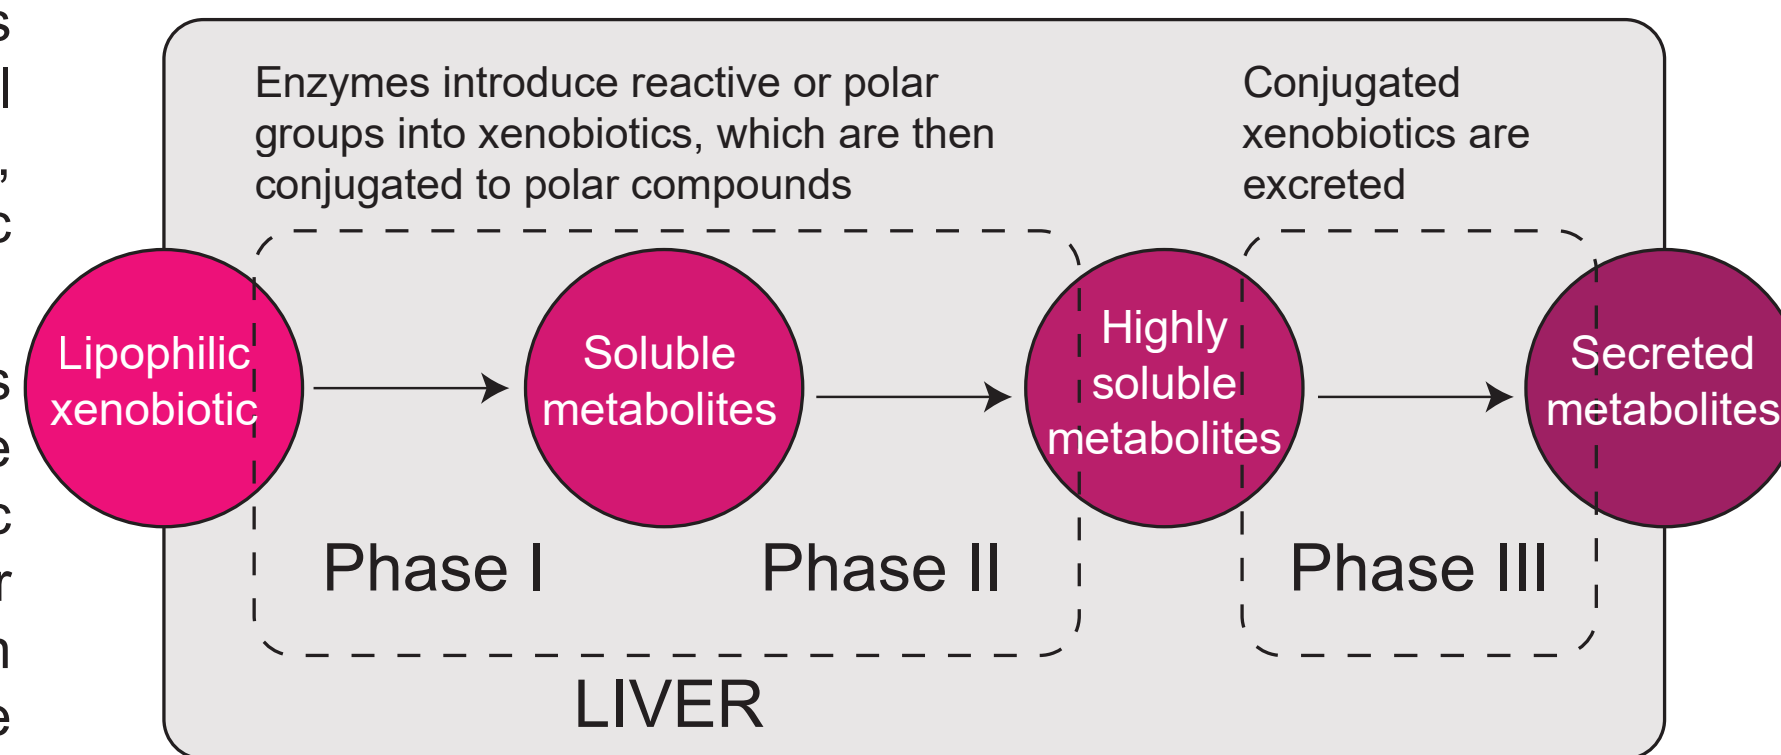 Enzymes introduce reactive or polar
groups into xenobiotics, which are then
conjugated to polar compounds
Conjugated
xenobiotics are
excreted
Lipophilic
xenobiotic
Soluble
metabolites
Highly
soluble
metabolites
Secreted
metabolites
Phase I
Phase II
Phase III
LIVER